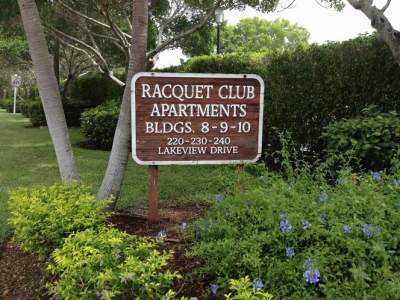 RACQUET CLUB
APARTMENTS
BLDGS. 8-9-10
220-230-240
LAKEVIEW DRIVE